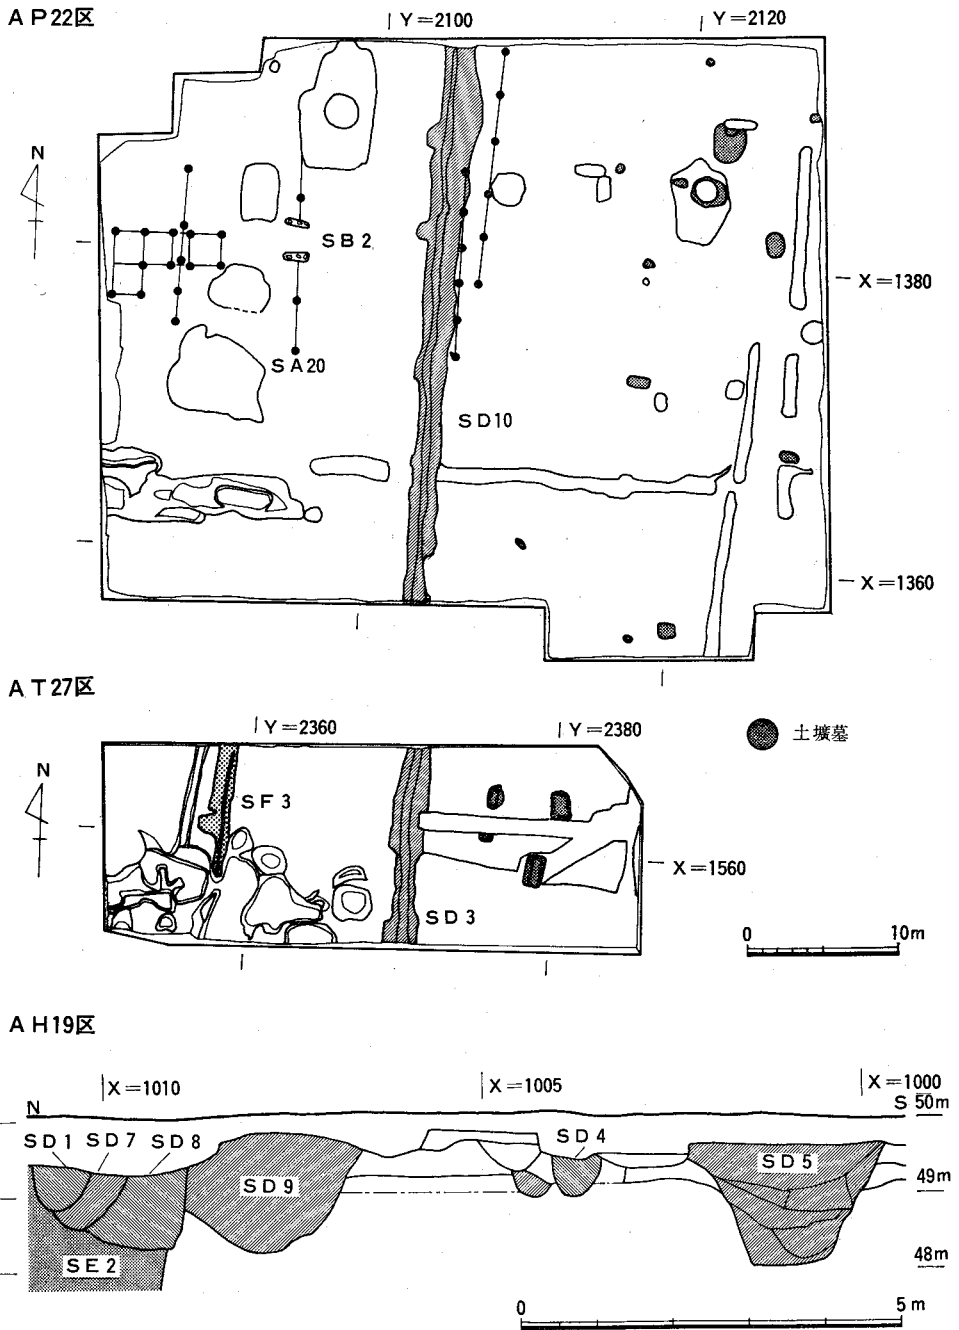 AP22区
Y=2100
Y=2120
N
SB2
X=1380
SA20
SD10
X=1360
AT27区
Y=2360
Y=2380
土壙墓
N
SF3
X=1560
SD3
0 10m
AH19区
X=1010
X=1005
X=1000
N
S 50m
SD1 SD7 SD8
SD4
SD5
49m
SD9
48m
SE2
0 5m